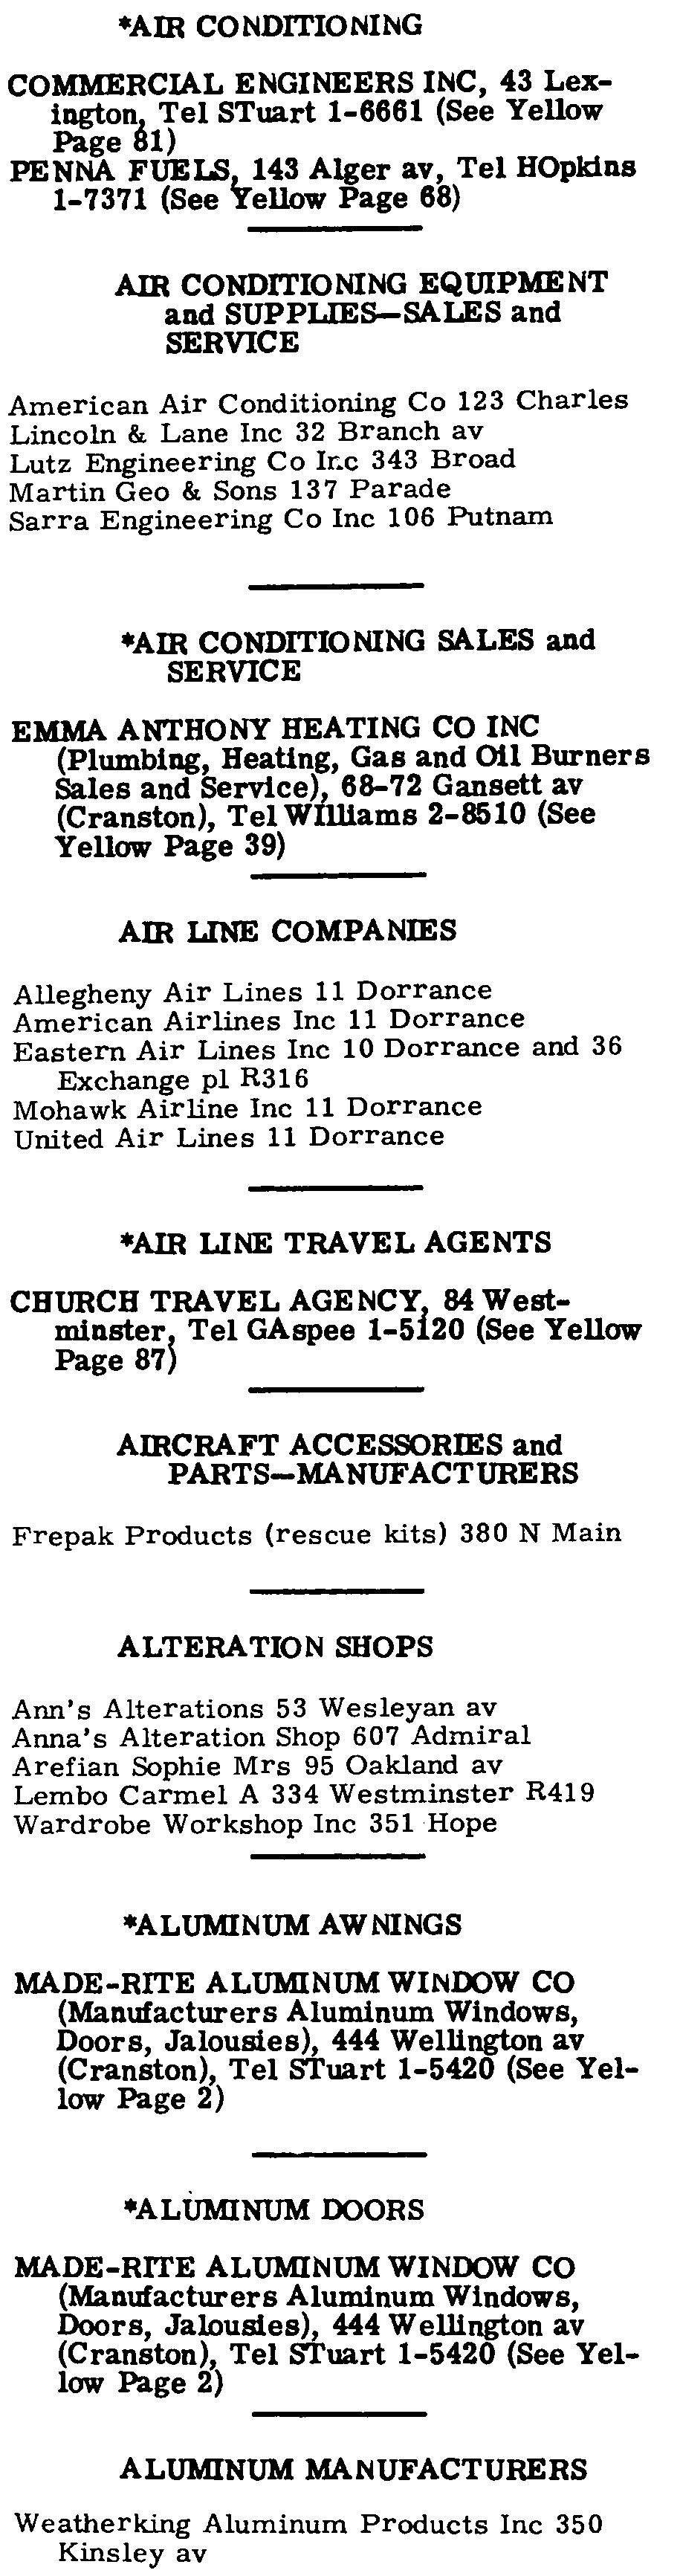 *AIR CONDITIONING
COMMERCIAL ENGINEERS INC, 43 Lex-
ington, Tel STuart 1-6661 (See Yellow
Page 81)
PENNA FUELS, 143 Alger av, Tel HOpkins
1-7371 (See Yellow Page 68)
AIR CONDITIONING EQUIPMENT
and SUPPLIES—SALES and
SERVICE
American Air Conditioning Co 123 Charles
Lincoln & Lane Inc 32 Branch av
Lutz Engineering Co Inc 343 Broad
Martin Geo & Sons 137 Parade
Sarra Engineering Co Inc 106 Putnam
*AIR CONDITIONING SALES and
SERVICE
EMMA ANTHONY HEATING CO INC
(Plumbing, Heating, Gas and Oil Burners
Sales and Service), 68-72 Gansett av
(Cranston), Tel WIlliams 2-8510 (See
Yellow Page 39)
AIR LINE COMPANIES
Allegheny Air Lines 11 Dorrance
American Airlines Inc 11 Dorrance
Eastern Air Lines Inc 10 Dorrance and 36
Exchange pl R316
Mohawk Airline Inc 11 Dorrance
United Air Lines 11 Dorrance
*AIR LINE TRAVEL AGENTS
CHURCH TRAVEL AGENCY, 84 West-
minster, Tel GAspee 1-5120 (See Yellow
Page 87)
AIRCRAFT ACCESSORIES and
PARTS—MANUFACTURERS
Frepak Products (rescue kits) 380 N Main
ALTERATION SHOPS
Ann's Alterations 53 Wesleyan av
Anna's Alteration Shop 607 Admiral
Arefian Sophie Mrs 95 Oakland av
Lembo Carmel A 334 Westminster R419
Wardrobe Workshop Inc 351 Hope
*ALUMINUM AWNINGS
MADE-RITE ALUMINUM WINDOW CO
(Manufacturers Aluminum Windows,
Doors, Jalousies), 444 Wellington av
(Cranston), Tel STuart 1-5420 (See Yel-
low Page 2)
*ALUMINUM DOORS
MADE-RITE ALUMINUM WINDOW CO
(Manufacturers Aluminum Windows,
Doors, Jalousies), 444 Wellington av
(Cranston), Tel STuart 1-5420 (See Yel-
low Page 2)
ALUMINUM MANUFACTURERS
Weatherking Aluminum Products Inc 350
Kinsley av